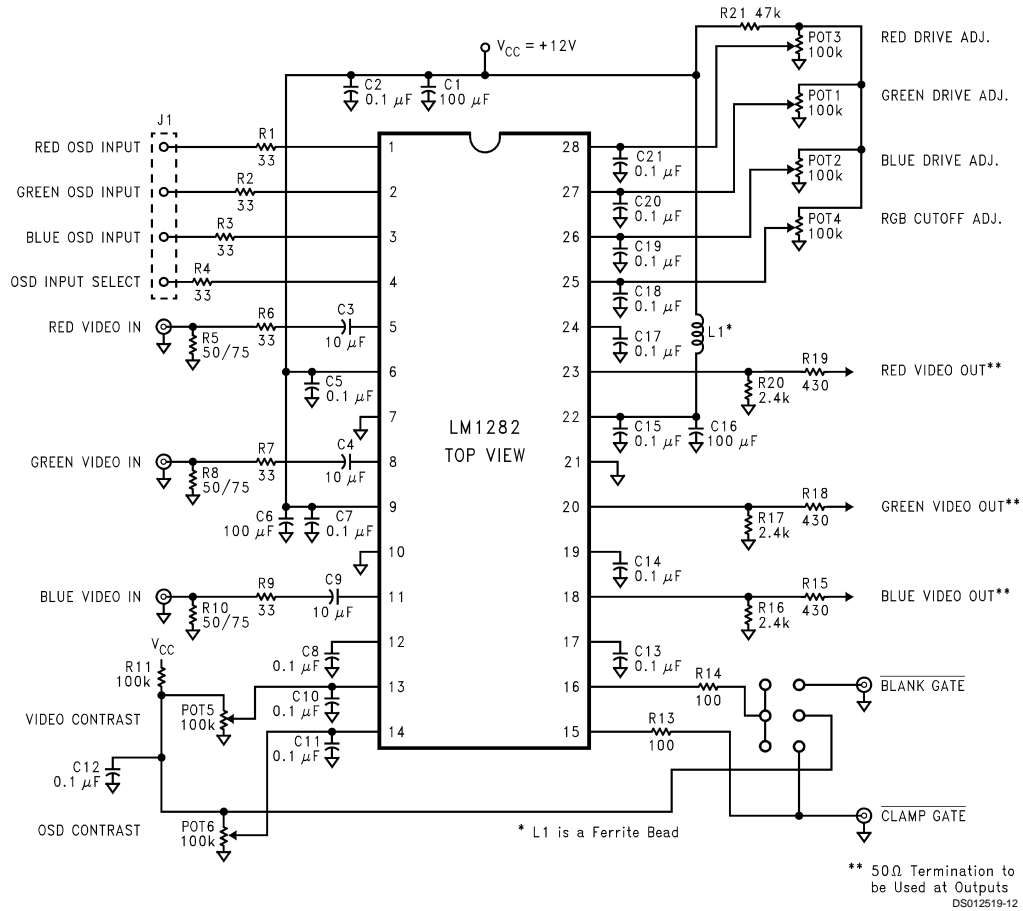 R21 47k
POT3
100k
RED DRIVE ADJ.
VCC = +12V
C2
0.1 µF
C1
100 µF
POT1
100k
GREEN DRIVE ADJ.
J1
RED OSD INPUT
R1
33
1
28
C21
0.1 µF
POT2
100k
BLUE DRIVE ADJ.
GREEN OSD INPUT
R2
33
2
27
C20
0.1 µF
POT4
100k
RGB CUTOFF ADJ.
BLUE OSD INPUT
R3
33
3
26
C19
0.1 µF
OSD INPUT SELECT
R4
33
4
25
C18
0.1 µF
RED VIDEO IN
R5
50/75
R6
33
C3
10 µF
5
24
C17
0.1 µF
L1*
C5
0.1 µF
6
23
R20
2.4k
R19
430
RED VIDEO OUT**
7
LM1282
TOP VIEW
22
C15
0.1 µF
C16
100 µF
GREEN VIDEO IN
R8
50/75
R7
33
C4
10 µF
8
21
C6
100 µF
C7
0.1 µF
9
20
R17
2.4k
R18
430
GREEN VIDEO OUT**
10
19
C14
0.1 µF
BLUE VIDEO IN
R10
50/75
R9
33
C9
10 µF
11
18
R16
2.4k
R15
430
BLUE VIDEO OUT**
VCC
R11
100k
C8
0.1 µF
12
17
C13
0.1 µF
VIDEO CONTRAST
POT5
100k
C10
0.1 µF
13
16
R14
100
BLANK GATE
C11
0.1 µF
14
15
R13
100
C12
0.1 µF
OSD CONTRAST
POT6
100k
* L1 is a Ferrite Bead
CLAMP GATE
** 50Ω Termination to
be Used at Outputs
DS012519-12